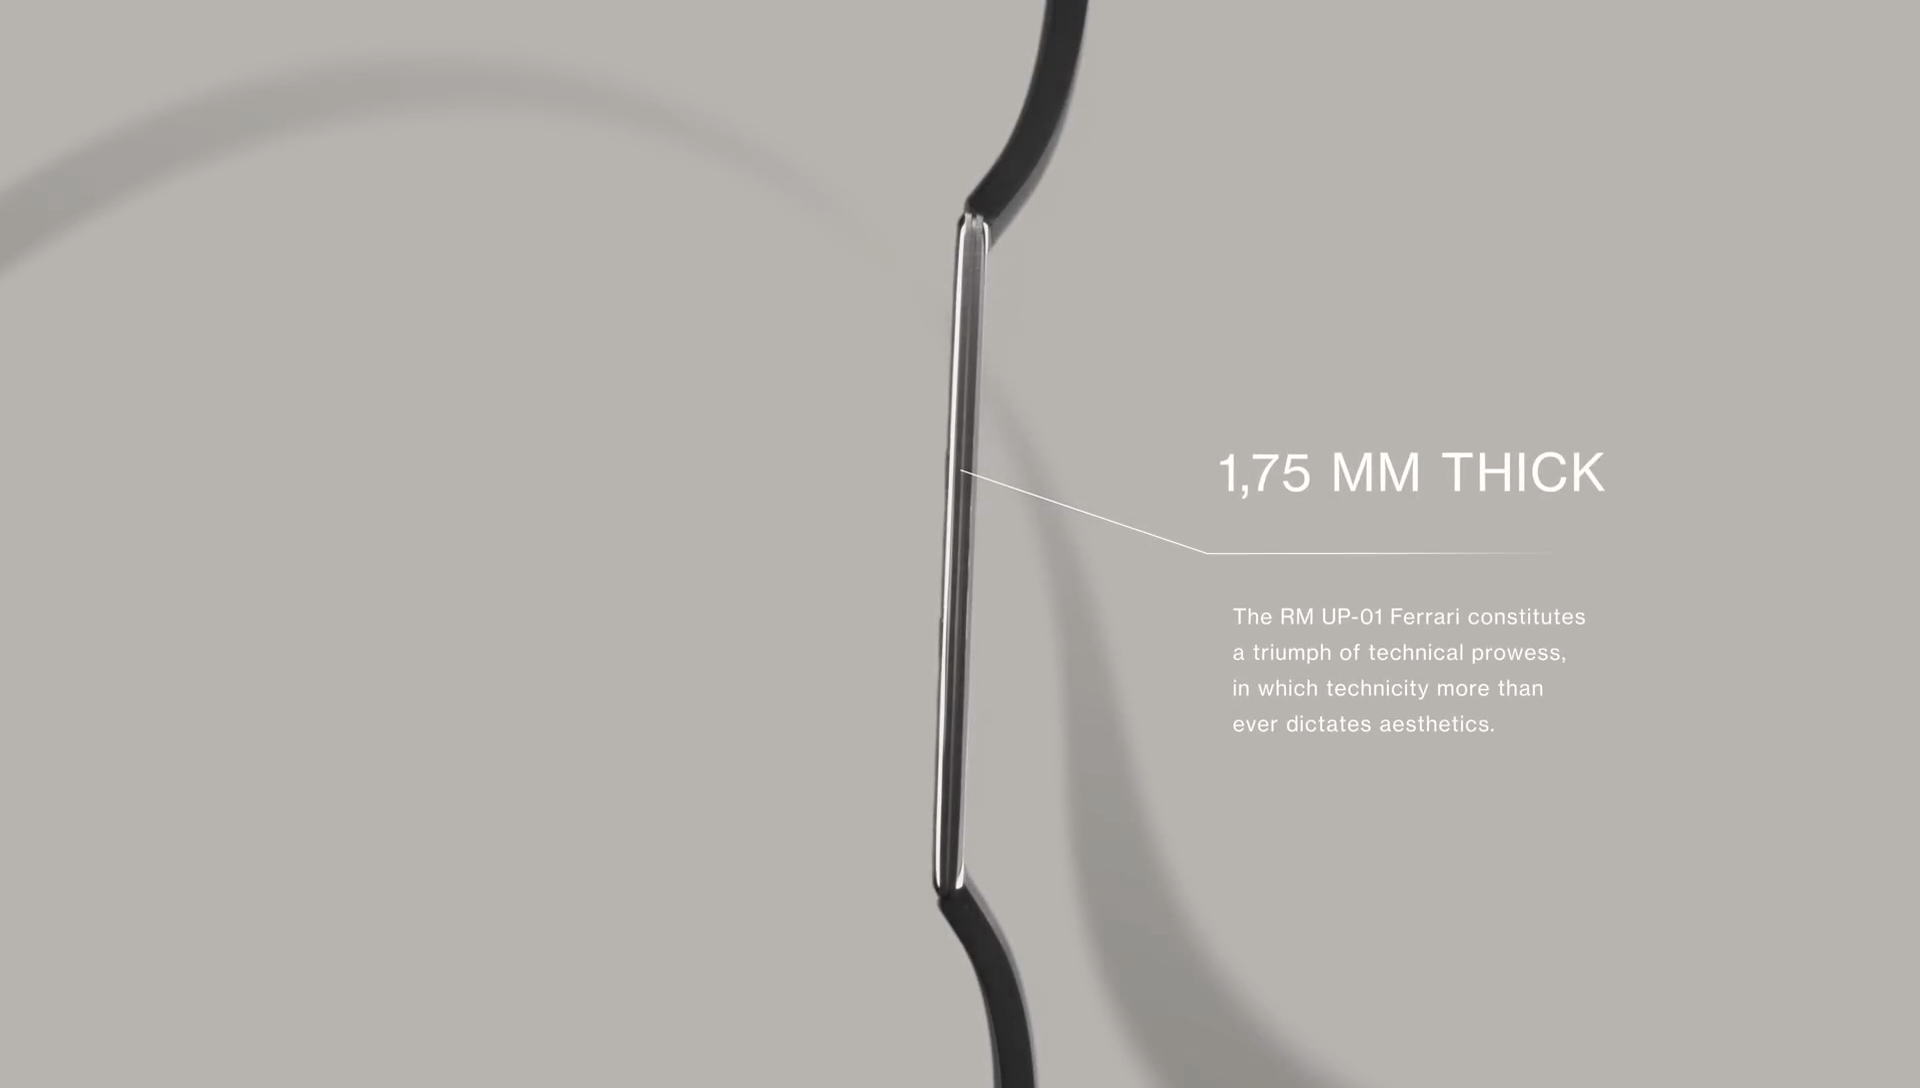 1,75 MM THICK
The RM UP-01 Ferrari constitutes
a triumph of technical prowess,
in which technicity more than
ever dictates aesthetics.